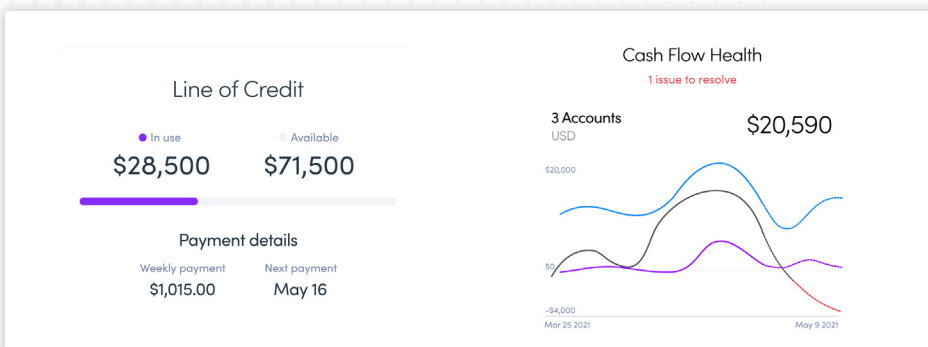 Line of Credit
In use
Available
$28,500
$71,500
Payment details
Weekly payment
Next payment
$1,015.00
May 16
Cash Flow Health
1 issue to resolve
3 Accounts
USD
$20,590
$20,000
$0
-$4,000
Mar 25 2021
May 9 2021